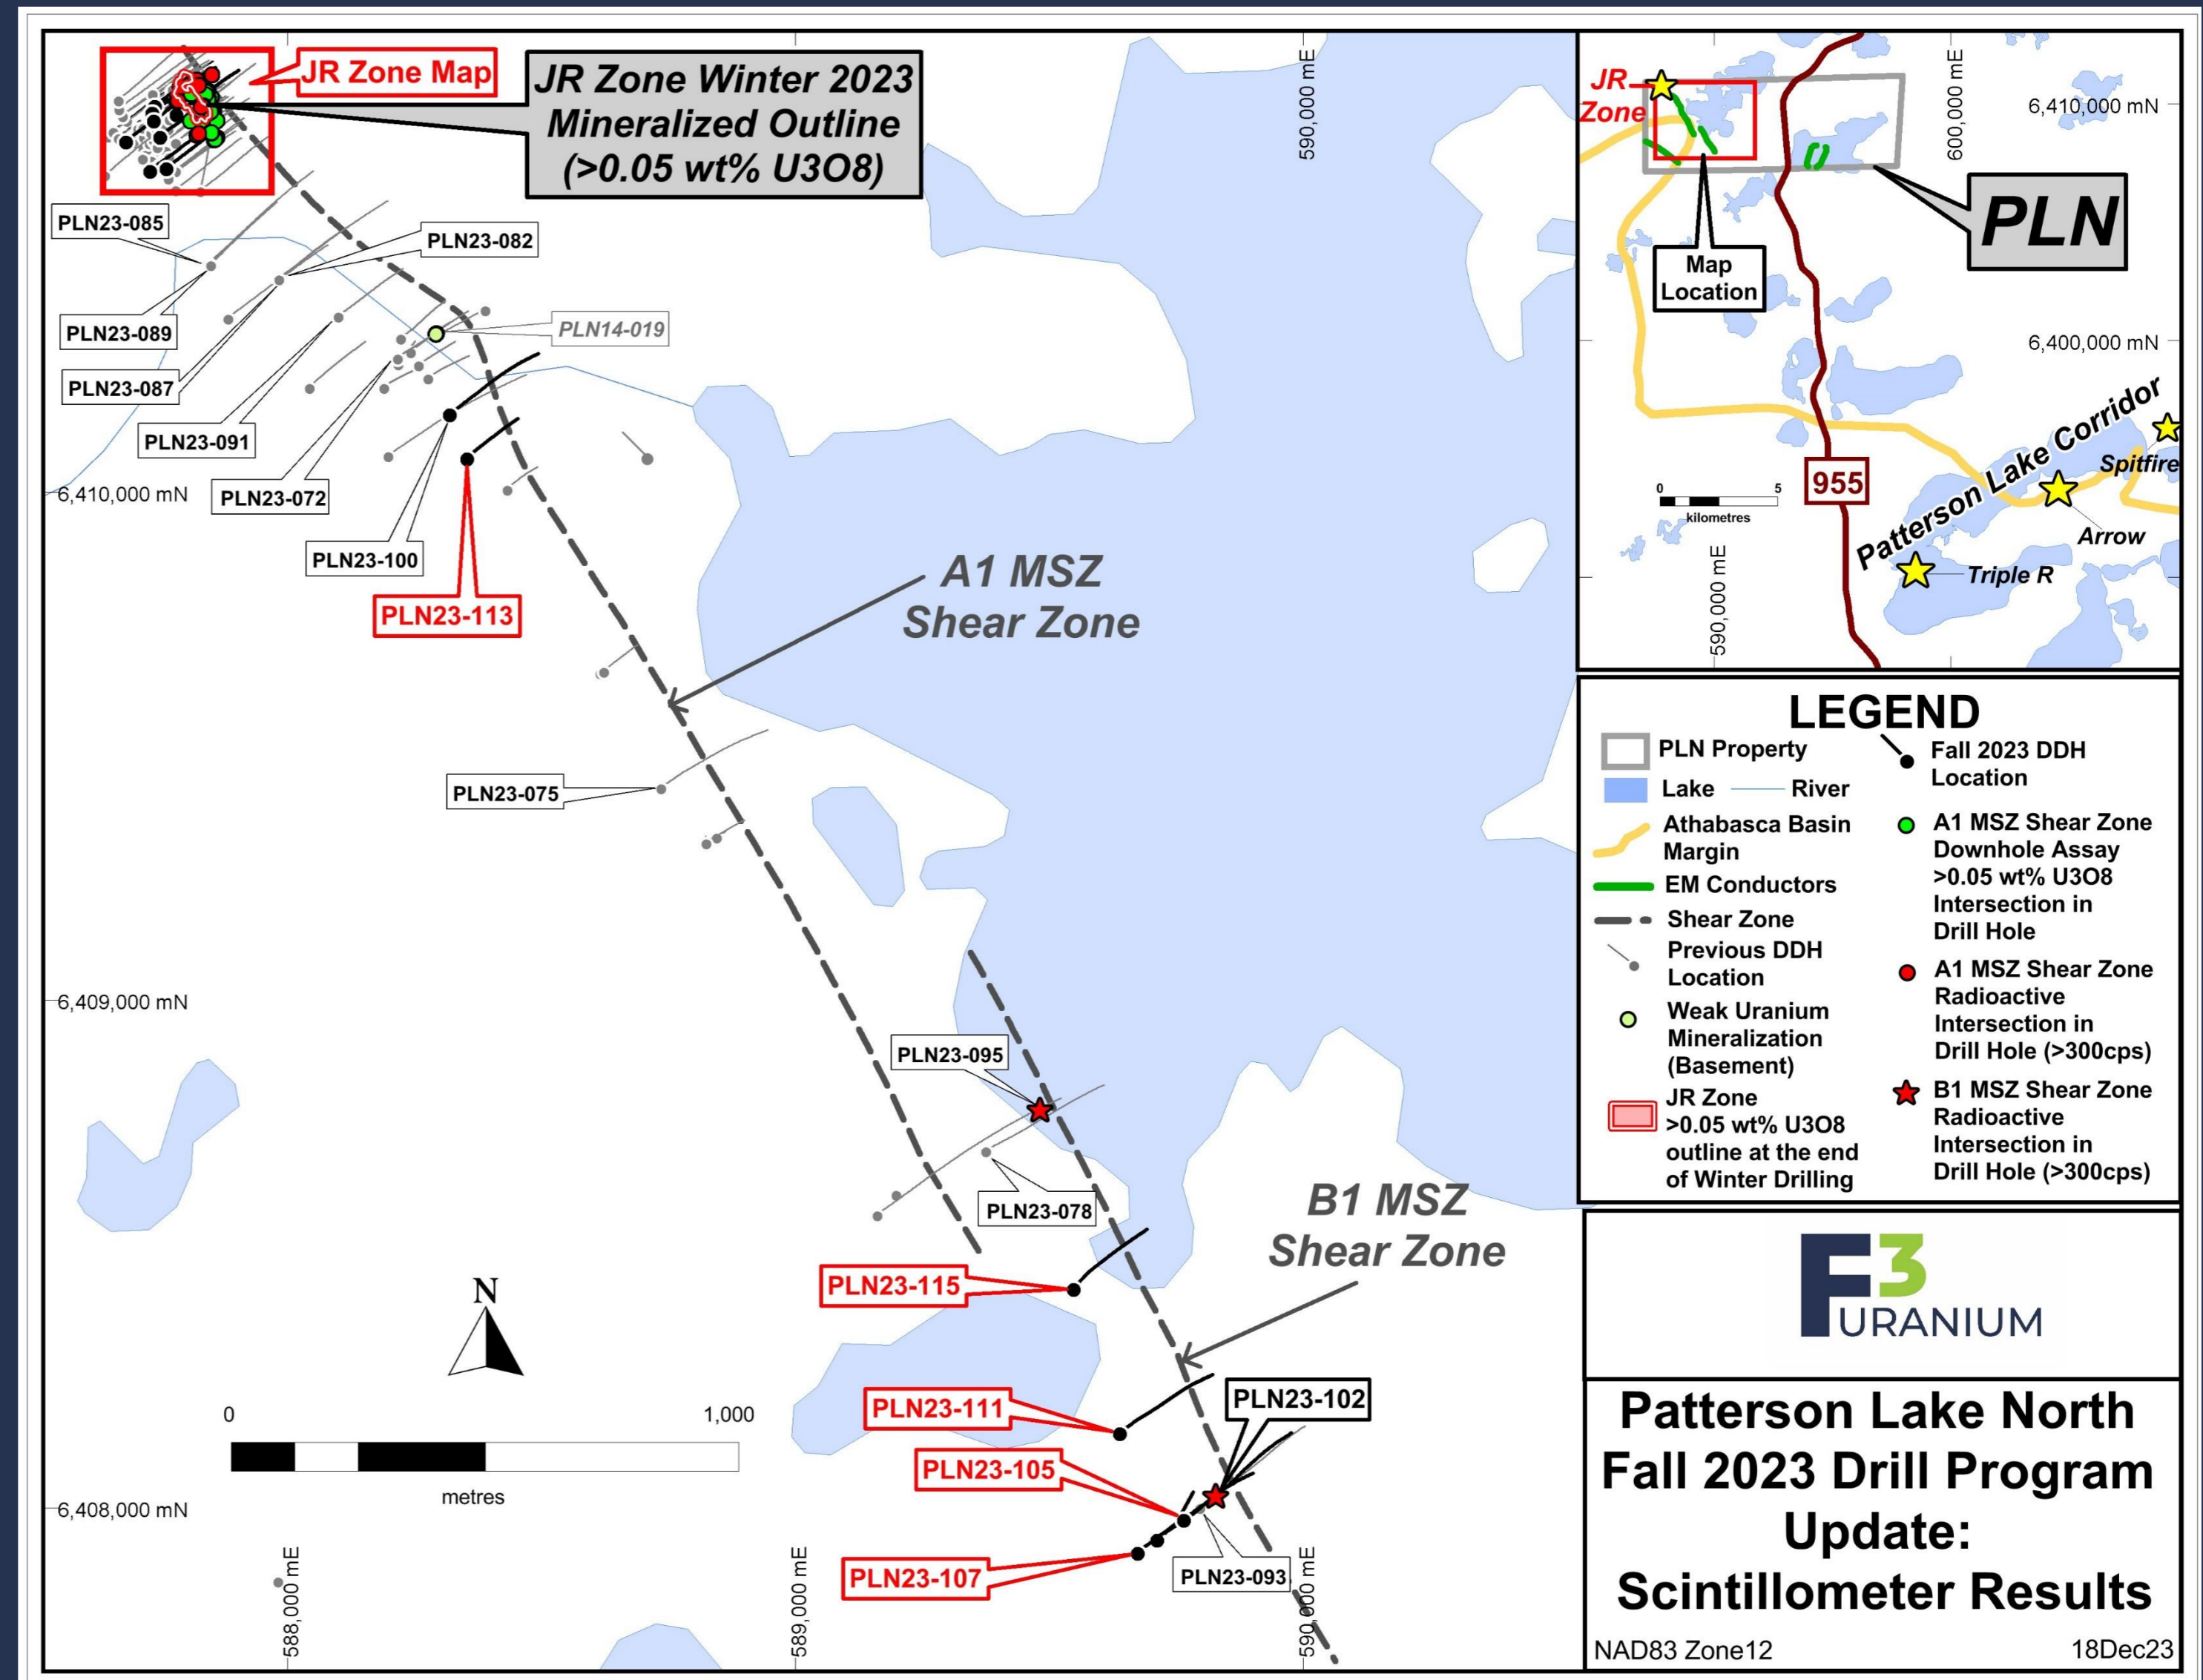 JR Zone Map
JR Zone Winter 2023
Mineralized Outline
(>0.05 wt% U3O8)
PLN23-085
PLN23-082
PLN23-089
PLN14-019
PLN23-087
PLN23-091
PLN23-072
PLN23-100
PLN23-113
6,410,000 mN
590,000 mE
A1 MSZ
Shear Zone
PLN23-075
6,409,000 mN
PLN23-095
PLN23-078
B1 MSZ
Shear Zone
PLN23-115
N
0 1,000
metres
PLN23-111
PLN23-102
PLN23-105
PLN23-107
PLN23-093
6,408,000 mN
588,000 mE
589,000 mE
590,000 mE
JR
Zone
600,000 mE
6,410,000 mN
PLN
Map
Location
6,400,000 mN
Patterson Lake Corridor
Spitfire
955
0 5
kilometres
Arrow
Triple R
590,000 mE
LEGEND
PLN Property
Lake
River
Athabasca Basin
Margin
EM Conductors
Shear Zone
Previous DDH
Location
Weak Uranium
Mineralization
(Basement)
JR Zone
>0.05 wt% U3O8
outline at the end
of Winter Drilling
Fall 2023 DDH
Location
A1 MSZ Shear Zone
Downhole Assay
>0.05 wt% U3O8
Intersection in
Drill Hole
A1 MSZ Shear Zone
Radioactive
Intersection in
Drill Hole (>300cps)
B1 MSZ Shear Zone
Radioactive
Intersection in
Drill Hole (>300cps)
F3
URANIUM
Patterson Lake North
Fall 2023 Drill Program
Update:
Scintillometer Results
NAD83 Zone12
18Dec23